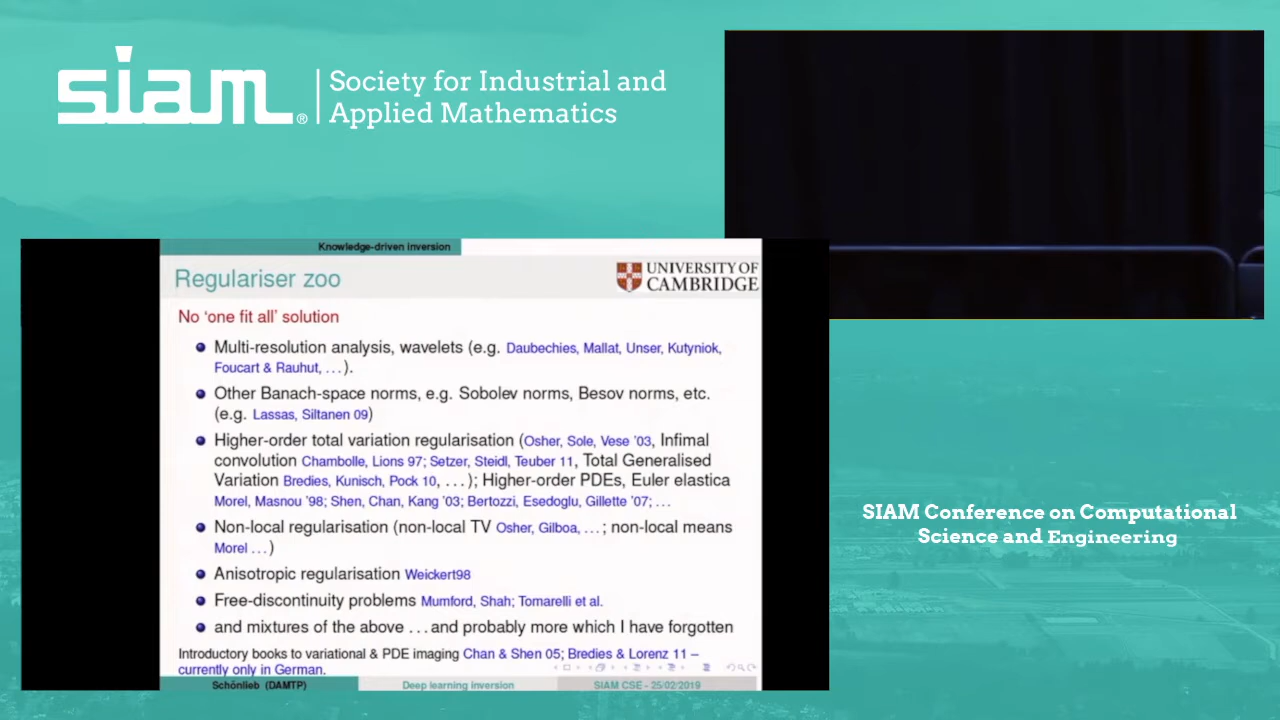 siam®
Society for Industrial and
Applied Mathematics
Knowledge-driven inversion
Regulariser zoo
UNIVERSITY OF
CAMBRIDGE
No ‘one fit all’ solution
Multi-resolution analysis, wavelets (e.g. Daubechies, Mallat, Unser, Kutyniok,
Foucart & Rauhut, ...).
Other Banach-space norms, e.g. Sobolev norms, Besov norms, etc.
(e.g. Lassas, Siltanen 09)
Higher-order total variation regularisation (Osher, Sole, Vese ’03, Infimal
convolution Chambolle, Lions 97; Setzer, Steidl, Teuber 11, Total Generalised
Variation Bredies, Kunisch, Pock 10, ...); Higher-order PDEs, Euler elastica
Morel, Masnou ’98; Shen, Chan, Kang ’03; Bertozzi, Esedoglu, Gillette ’07; ...
Non-local regularisation (non-local TV Osher, Gilboa, ...; non-local means
Morel ...)
Anisotropic regularisation Weickert98
Free-discontinuity problems Mumford, Shah; Tomarelli et al.
and mixtures of the above ... and probably more which I have forgotten
Introductory books to variational & PDE imaging Chan & Shen 05; Bredies & Lorenz 11 –
currently only in German.
Schönlieb (DAMTP)
Deep learning inversion
SIAM CSE - 25/02/2019
SIAM Conference on Computational
Science and Engineering